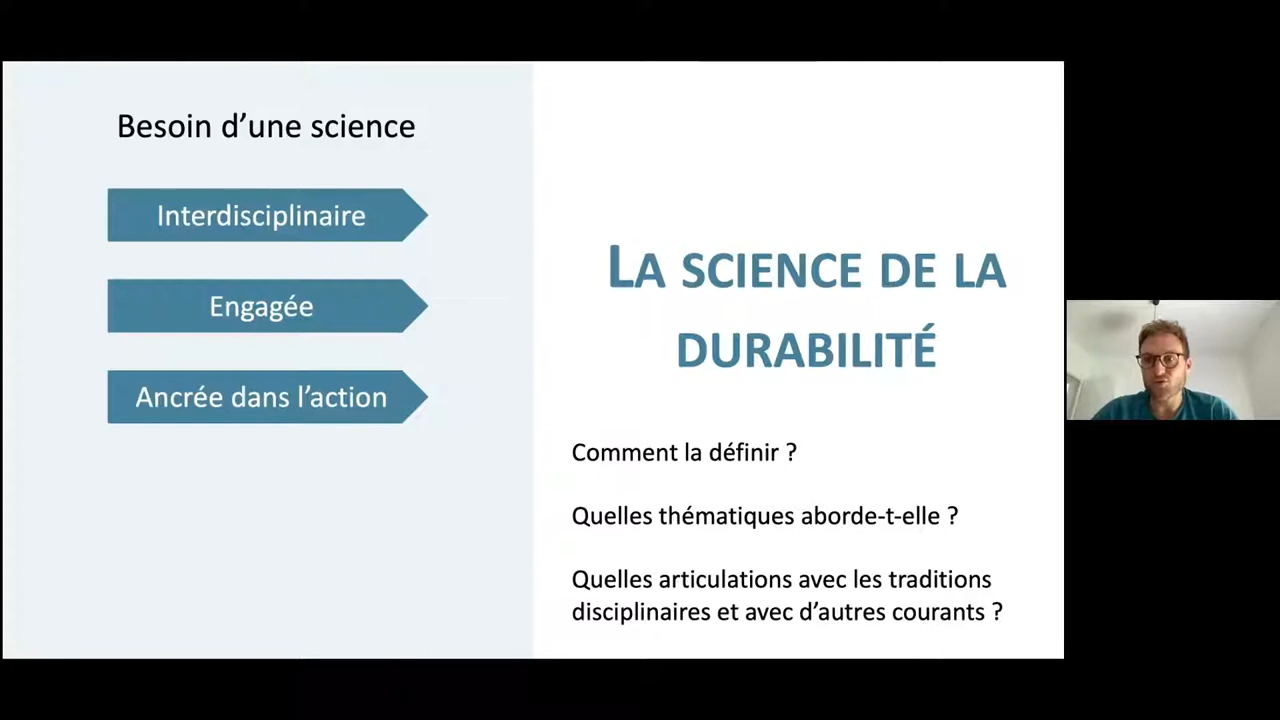 Besoin d’une science
Interdisciplinaire
Engagée
Ancrée dans l’action
LA SCIENCE DE LA
DURABILITÉ
Comment la définir ?
Quelles thématiques aborde-t-elle ?
Quelles articulations avec les traditions
disciplinaires et avec d’autres courants ?